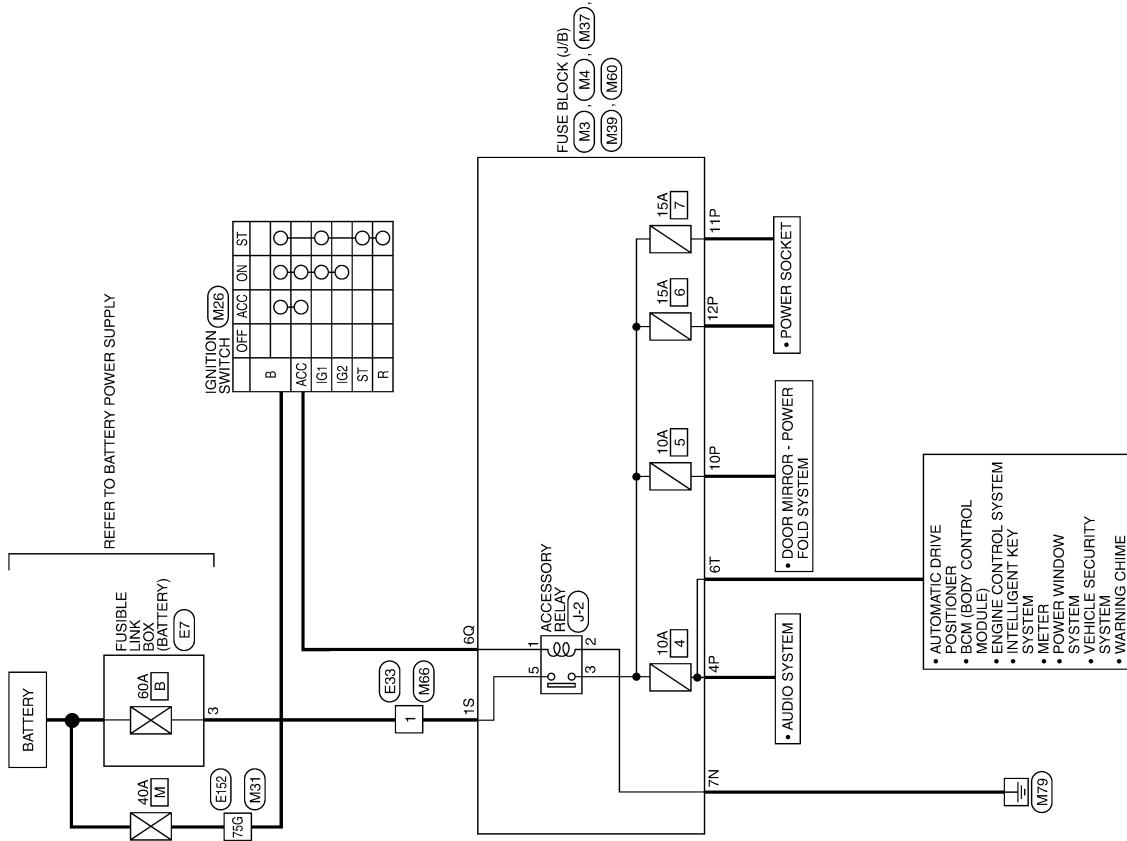 REFER TO BATTERY POWER SUPPLY
BATTERY
FUSIBLE
LINK
BOX
(BATTERY)
E7
60A
B
3
40A
M
75G
E152
M31
IGNITION
SWITCH
M26
OFF ACC ON ST
B
ACC
IG1
IG2
ST
R
1
E33
M66
1S
6Q
FUSE BLOCK (J/B)
M3 , M4 , M37 ,
M39 , M60
ACCESSORY
RELAY
J-2
5 1
3 2
10A
4
10A
5
15A
6
15A
7
7N
4P
6T
10P
12P
11P
• AUDIO SYSTEM
• DOOR MIRROR - POWER
FOLD SYSTEM
• POWER SOCKET
• AUTOMATIC DRIVE
POSITIONER
• BCM (BODY CONTROL
MODULE)
• ENGINE CONTROL SYSTEM
• INTELLIGENT KEY
SYSTEM
• METER
• POWER WINDOW
SYSTEM
• VEHICLE SECURITY
SYSTEM
• WARNING CHIME
M79